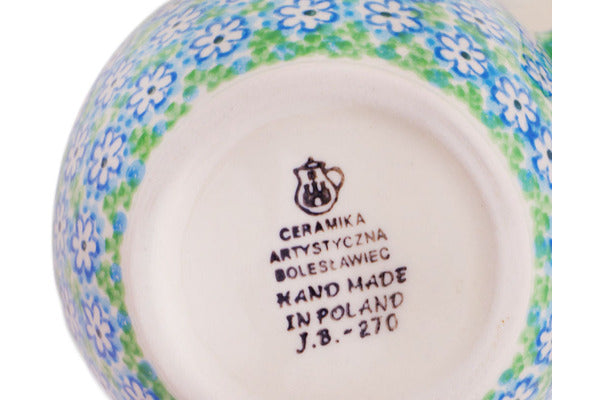 CERAMIKA
ARTYSTYCZNA
BOLESŁAWIEC
HAND MADE
IN POLAND
J.B.-270